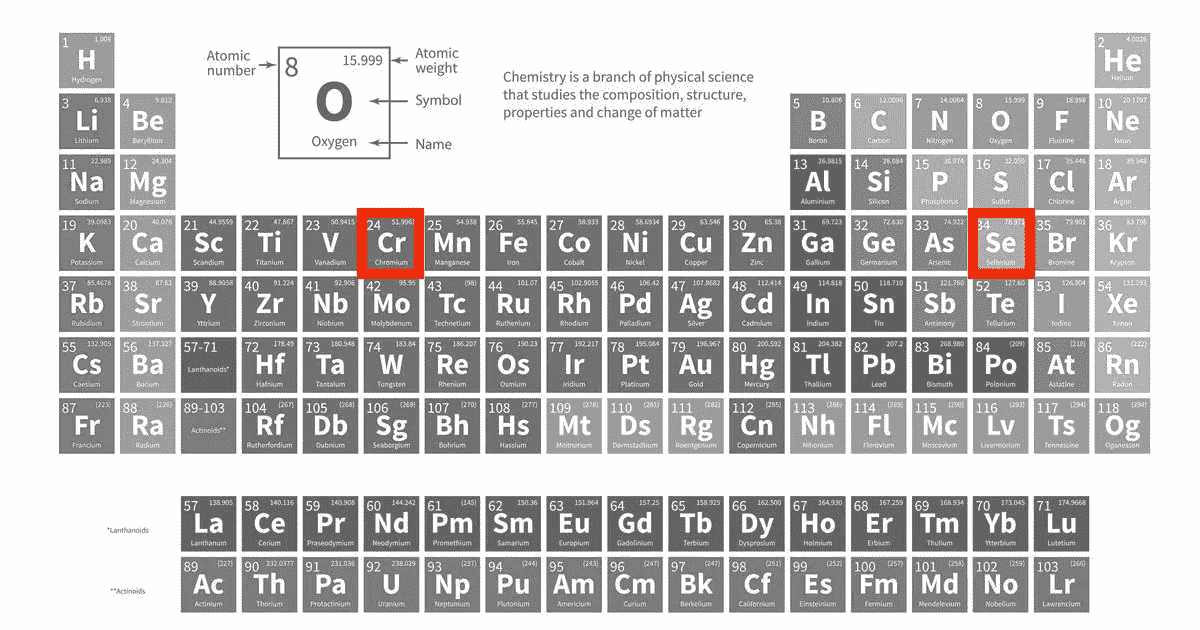 1 1.008
H
Hydrogen
Atomic number
8 15.999
O
Oxygen
Atomic weight
Symbol
Name
Chemistry is a branch of physical science
that studies the composition, structure,
properties and change of matter
2 4.0026
He
Helium
3 6.938
Li
Lithium
4 9.012
Be
Beryllium
5 10.806
B
Boron
6 12.0096
C
Carbon
7 14.0064
N
Nitrogen
8 15.999
O
Oxygen
9 18.998
F
Fluorine
10 20.1797
Ne
Neon
11 22.989
Na
Sodium
12 24.304
Mg
Magnesium
13 26.9815
Al
Aluminium
14 28.084
Si
Silicon
15 30.974
P
Phosphorus
16 32.059
S
Sulfur
17 35.446
Cl
Chlorine
18 39.948
Ar
Argon
19 39.0983
K
Potassium
20 40.078
Ca
Calcium
21 44.9559
Sc
Scandium
22 47.867
Ti
Titanium
23 50.9415
V
Vanadium
24 51.9961
Cr
Chromium
25 54.938
Mn
Manganese
26 55.845
Fe
Iron
27 58.933
Co
Cobalt
28 58.6934
Ni
Nickel
29 63.546
Cu
Copper
30 65.38
Zn
Zinc
31 69.723
Ga
Gallium
32 72.630
Ge
Germanium
33 74.922
As
Arsenic
34
Se
Selenium
35 79.901
Br
Bromine
36 83.798
Kr
Krypton
37 85.4678
Rb
Rubidium
38 87.62
Sr
Strontium
39 88.9058
Y
Yttrium
40 91.224
Zr
Zirconium
41 92.906
Nb
Niobium
42 95.95
Mo
Molybdenum
43 (98)
Tc
Technetium
44 101.07
Ru
Ruthenium
45 102.9055
Rh
Rhodium
46 106.42
Pd
Palladium
47 107.8682
Ag
Silver
48 112.414
Cd
Cadmium
49 114.818
In
Indium
50 118.710
Sn
Tin
51 121.760
Sb
Antimony
52 127.60
Te
Tellurium
53 126.904
I
Iodine
54 131.293
Xe
Xenon
55 132.905
Cs
Caesium
56 137.327
Ba
Barium
57-71
Lanthanoids*
72 178.49
Hf
Hafnium
73 180.948
Ta
Tantalum
74 183.84
W
Tungsten
75 186.207
Re
Rhenium
76 190.23
Os
Osmium
77 192.217
Ir
Iridium
78 195.084
Pt
Platinum
79 196.967
Au
Gold
80 200.592
Hg
Mercury
81 204.382
Tl
Thallium
82 207.2
Pb
Lead
83 208.980
Bi
Bismuth
84 (209)
Po
Polonium
85 (210)
At
Astatine
86 (222)
Rn
Radon
87 (223)
Fr
Francium
88 (226)
Ra
Radium
89-103
Actinoids**
104 (267)
Rf
Rutherfordium
105 (268)
Db
Dubnium
106 (269)
Sg
Seaborgium
107 (270)
Bh
Bohrium
108 (277)
Hs
Hassium
109 (278)
Mt
Meitnerium
110 (281)
Ds
Darmstadtium
111 (282)
Rg
Roentgenium
112 (285)
Cn
Copernicium
113 (286)
Nh
Nihonium
114 (289)
Fl
Flerovium
115 (290)
Mc
Moscovium
116 (293)
Lv
Livermorium
117 (294)
Ts
Tennessine
118 (294)
Og
Oganesson
*Lanthanoids
57 138.905
La
Lanthanum
58 140.116
Ce
Cerium
59 140.908
Pr
Praseodymium
60 144.242
Nd
Neodymium
61 (145)
Pm
Promethium
62 150.36
Sm
Samarium
63 151.964
Eu
Europium
64 157.25
Gd
Gadolinium
65 158.925
Tb
Terbium
66 162.500
Dy
Dysprosium
67 164.930
Ho
Holmium
68 167.259
Er
Erbium
69 168.934
Tm
Thulium
70 173.045
Yb
Ytterbium
71 174.9668
Lu
Lutetium
**Actinoids
89 (227)
Ac
Actinium
90 232.0377
Th
Thorium
91 231.036
Pa
Protactinium
92 238.029
U
Uranium
93 (237)
Np
Neptunium
94 (244)
Pu
Plutonium
95 (243)
Am
Americium
96 (247)
Cm
Curium
97 (247)
Bk
Berkelium
98 (251)
Cf
Californium
99 (252)
Es
Einsteinium
100 (257)
Fm
Fermium
101 (258)
Md
Mendelevium
102 (259)
No
Nobelium
103 (266)
Lr
Lawrencium